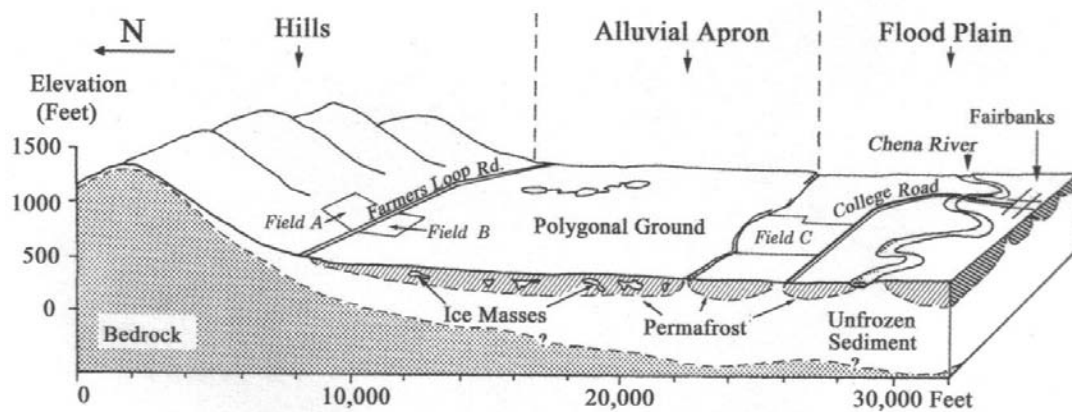 N
Hills
Alluvial Apron
Flood Plain
Elevation
(Feet)
Fairbanks
Chena River
1500
1000
500
0
Farmers Loop Rd.
College Road
Field A
Field B
Polygonal Ground
Field C
Ice Masses
Permafrost
Unfrozen
Sediment
Bedrock
?
?
0
10,000
20,000
30,000 Feet